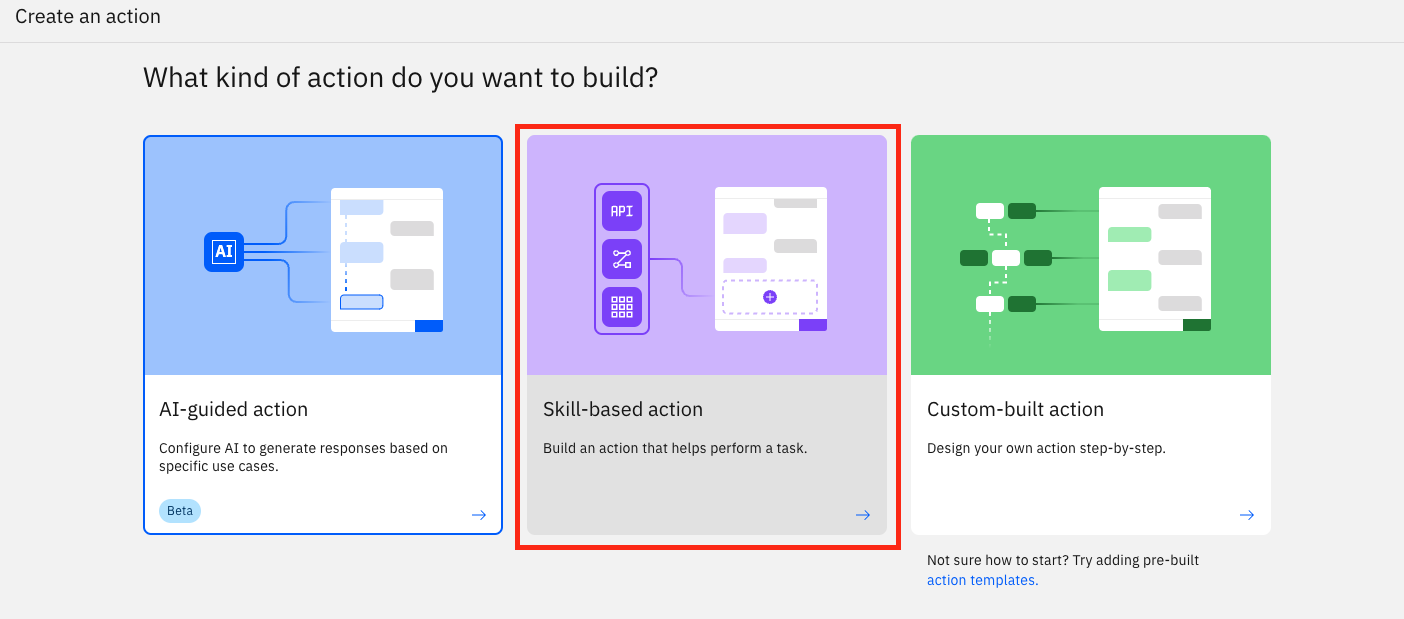 Create an action
What kind of action do you want to build?
AI
API
AI-guided action
Configure AI to generate responses based on
specific use cases.
Beta
Skill-based action
Build an action that helps perform a task.
Custom-built action
Design your own action step-by-step.
Not sure how to start? Try adding pre-built
action templates.